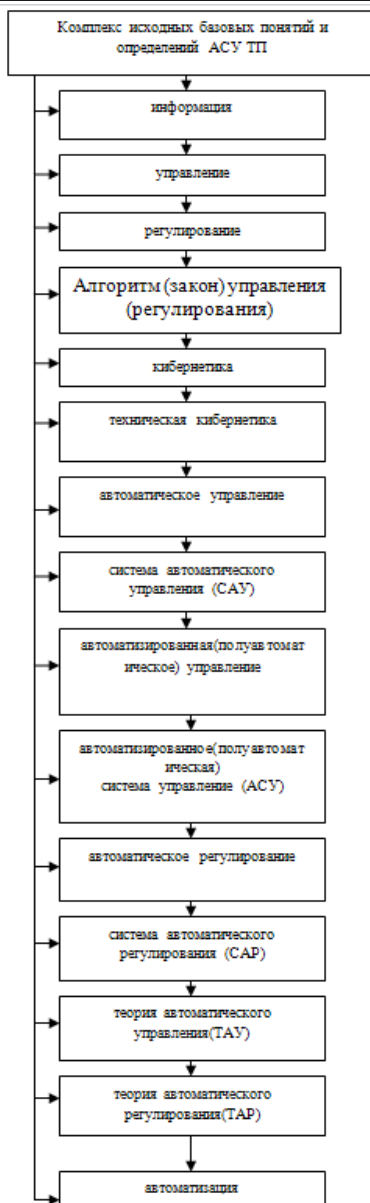 Комплекс исходных базовых понятий и
определений АСУ ТП
информация
управление
регулирование
Алгоритм (закон) управления
(регулирования)
кибернетика
техническая кибернетика
автоматическое управление
система автоматического
управления (САУ)
автоматизированная(полуавтомат
ическое) управление
автоматизированное(полуавтомат
ическая)
система управление (АСУ)
автоматическое регулирование
система автоматического
регулирования (САР)
теория автоматического
управления(ТАУ)
теория автоматического
регулирования(ТАР)
автоматизация